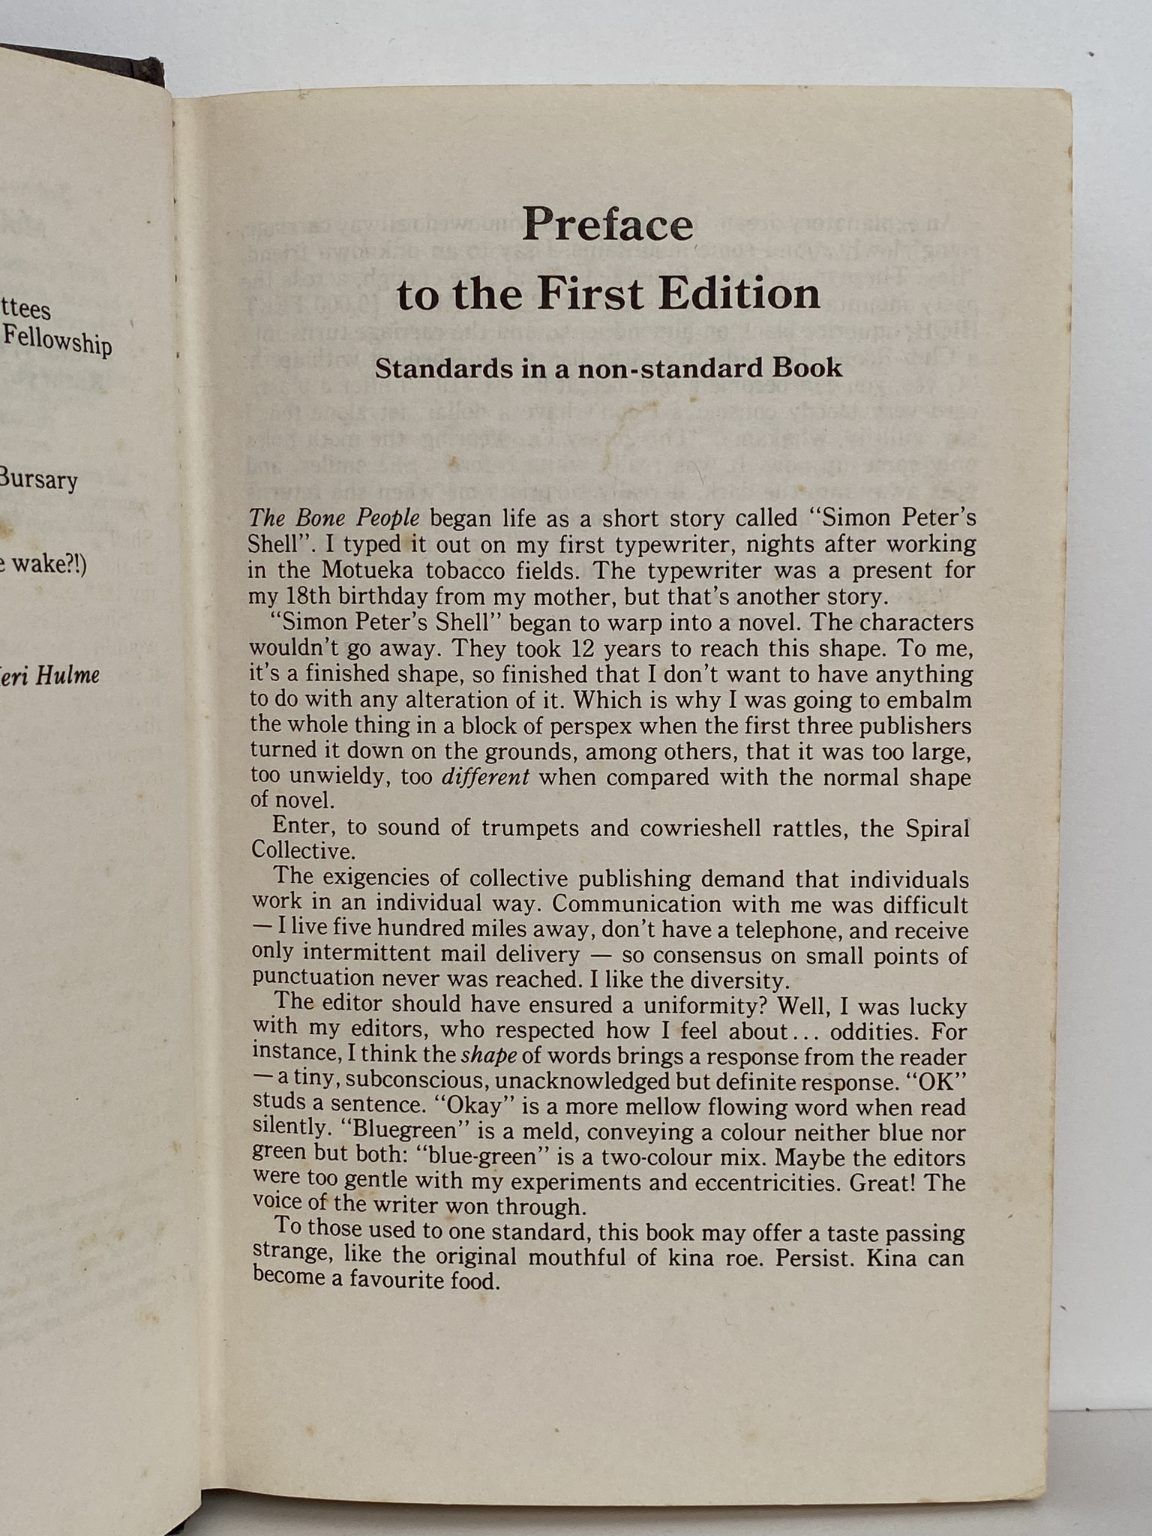 ttees
Fellowship
Bursary
wake?!)
eri Hulme
Preface
to the First Edition
Standards in a non-standard Book
The Bone People began life as a short story called “Simon Peter’s
Shell”. I typed it out on my first typewriter, nights after working
in the Motueka tobacco fields. The typewriter was a present for
my 18th birthday from my mother, but that’s another story.
“Simon Peter’s Shell” began to warp into a novel. The characters
wouldn’t go away. They took 12 years to reach this shape. To me,
it’s a finished shape, so finished that I don’t want to have anything
to do with any alteration of it. Which is why I was going to embalm
the whole thing in a block of perspex when the first three publishers
turned it down on the grounds, among others, that it was too large,
too unwieldy, too different when compared with the normal shape
of novel.
Enter, to sound of trumpets and cowrieshell rattles, the Spiral
Collective.
The exigencies of collective publishing demand that individuals
work in an individual way. Communication with me was difficult
— I live five hundred miles away, don’t have a telephone, and receive
only intermittent mail delivery — so consensus on small points of
punctuation never was reached. I like the diversity.
The editor should have ensured a uniformity? Well, I was lucky
with my editors, who respected how I feel about... oddities. For
instance, I think the shape of words brings a response from the reader
— a tiny, subconscious, unacknowledged but definite response. “OK”
studs a sentence. “Okay” is a more mellow flowing word when read
silently. “Bluegreen” is a meld, conveying a colour neither blue nor
green but both: “blue-green” is a two-colour mix. Maybe the editors
were too gentle with my experiments and eccentricities. Great! The
voice of the writer won through.
To those used to one standard, this book may offer a taste passing
strange, like the original mouthful of kina roe. Persist. Kina can
become a favourite food.